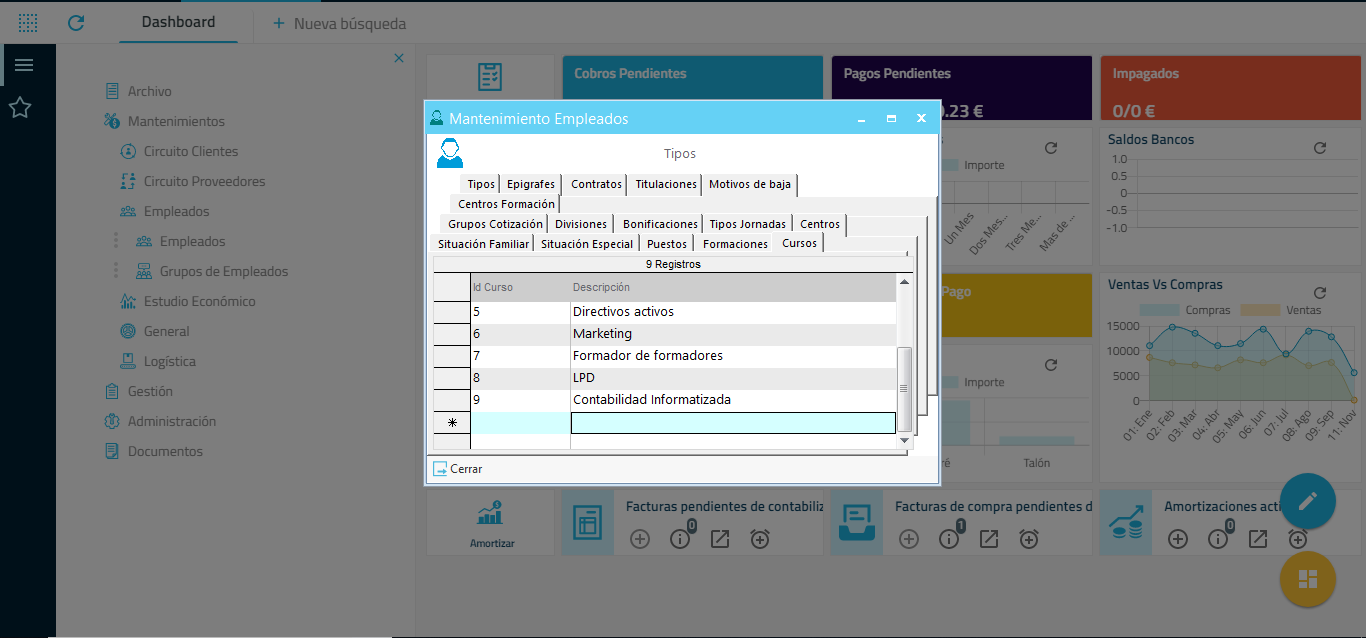 Dashboard
Nueva búsqueda
Archivo
Mantenimientos
Circuito Clientes
Circuito Proveedores
Empleados
Empleados
Grupos de Empleados
Estudio Económico
General
Logística
Gestión
Administración
Documentos
Cobros Pendientes
Pagos Pendientes
0.23 €
Impagados
0/0 €
Mantenimiento Empleados
Tipos
Tipos Epigrafes Contratos Titulaciones Motivos de baja
Centros Formación
Grupos Cotización Divisiones Bonificaciones Tipos Jornadas Centros
Situación Familiar Situación Especial Puestos Formaciones Cursos
9 Registros
Id Curso Descripción
5 Directivos activos
6 Marketing
7 Formador de formadores
8 LPD
9 Contabilidad Informatizada
*
Cerrar
Importe
Un Mes
Dos Mes...
Tres Me...
Mas de ...
Saldos Bancos
1.0
0.5
0
-0.5
-1.0
Pago
Importe
ré
Talón
Ventas Vs Compras
Compras Ventas
15000
10000
5000
0
01: Ene
02: Feb
03: Mar
04: Abr
05: May
06: Jun
07: Jul
08: Ago
09: Sep
11: Nov
Amortizar
Facturas pendientes de contabiliz
0
Facturas de compra pendientes d
1
Amortizaciones acti
0